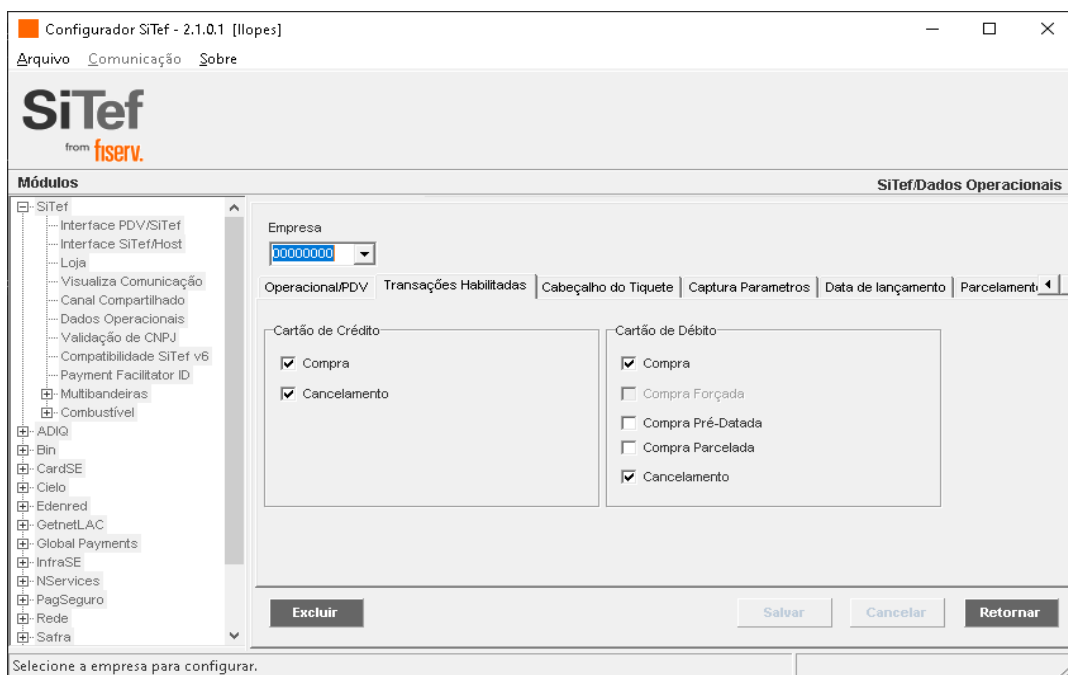 Configurador SiTef - 2.1.0.1 [llopes]
Arquivo Comunicação Sobre
SiTef
from fiserv.
Módulos
SiTef/Dados Operacionais
SiTef
Interface PDV/SiTef
Interface SiTef/Host
Loja
Visualiza Comunicação
Canal Compartilhado
Dados Operacionais
Validação de CNPJ
Compatibilidade SiTef v6
Payment Facilitator ID
Multibandeiras
Combustível
ADIQ
Bin
CardSE
Cielo
Edenred
GetnetLAC
Global Payments
InfraSE
NServices
PagSeguro
Rede
Safra
Empresa
00000000
Operacional/PDV Transações Habilitadas Cabeçalho do Tiquete Captura Parametros Data de lançamento Parcelament
Cartão de Crédito
Compra
Cancelamento
Cartão de Débito
Compra
Compra Forçada
Compra Pré-Datada
Compra Parcelada
Cancelamento
Excluir Salvar Cancelar Retornar
Selecione a empresa para configurar.